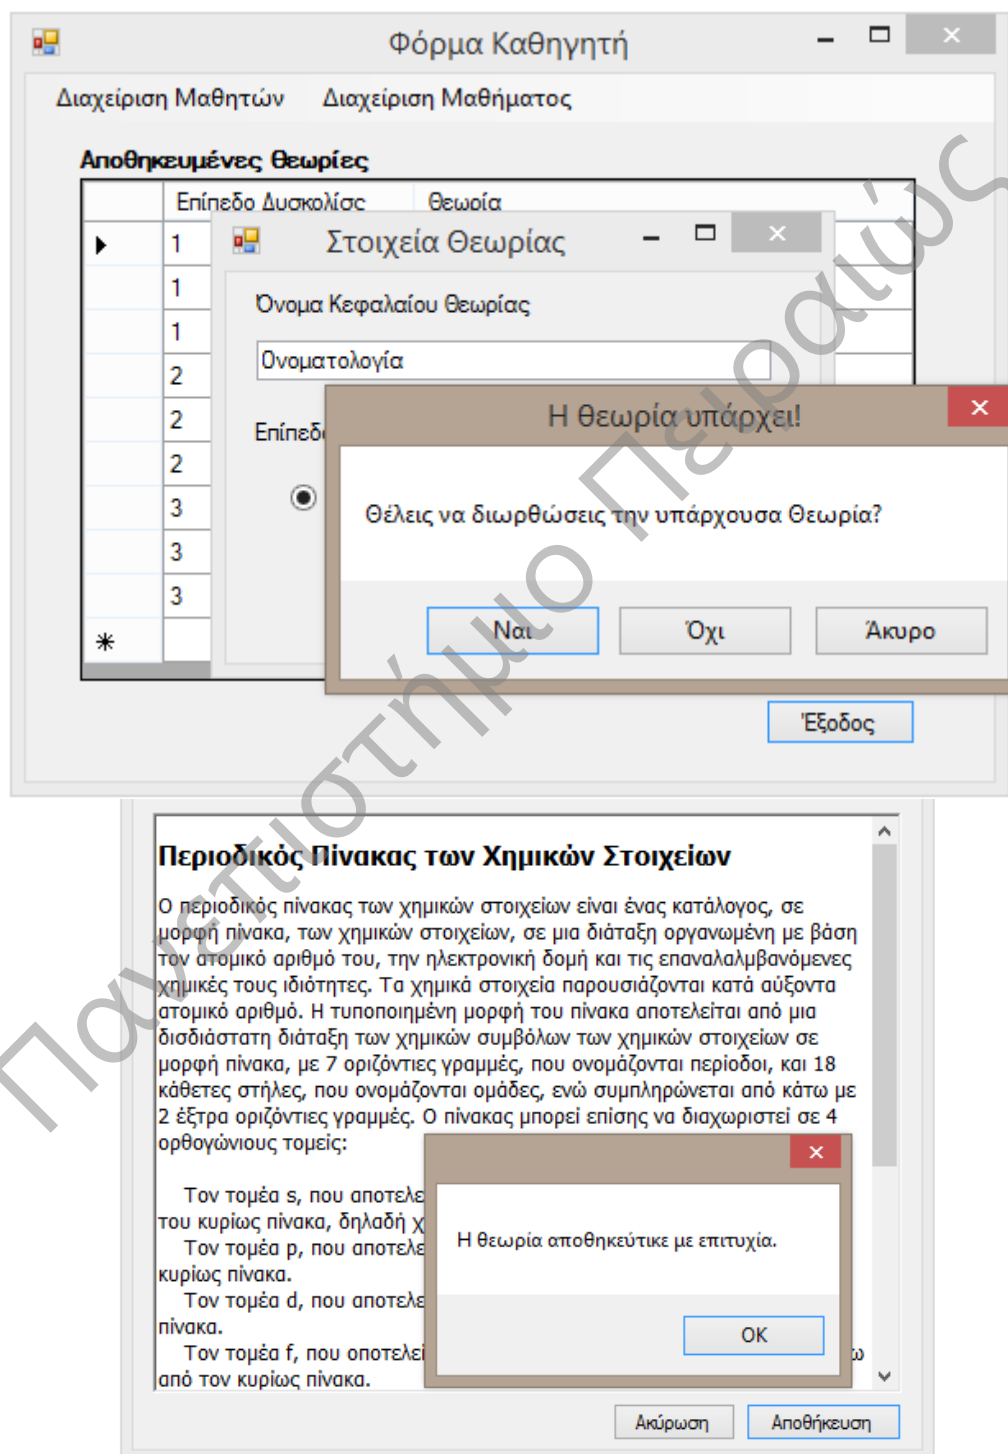 Φόρμα Καθηγητή
Διαχείριση Μαθητών Διαχείριση Μαθήματος
Αποθηκευμένες Θεωρίες
Επίπεδο Δυσκολίας Θεωρία
1
Στοιχεία Θεωρίας
1
Όνομα Κεφαλαίου Θεωρίας
1
Ονοματολογία
2
Η Θεωρία υπάρχει!
2
2
Θέλεις να διωρθώσεις την υπάρχουσα Θεωρία?
3
3
3
Ναι Όχι Άκυρο
Έξοδος
Περιοδικός Πίνακας των Χημικών Στοιχείων
Ο περιοδικός πίνακας των χημικών στοιχείων είναι ένας κατάλογος, σε
μορφή πίνακα, των χημικών στοιχείων, σε μια διάταξη οργανωμένη με βάση
τον ατομικό αριθμό του, την ηλεκτρονική δομή και τις επαναλαλμβανόμενες
χημικές τους ιδιότητες. Τα χημικά στοιχεία παρουσιάζονται κατά αύξοντα
ατομικό αριθμό. Η τυποποιημένη μορφή του πίνακα αποτελείται από μια
δισδιάστατη διάταξη των χημικών συμβόλων των χημικών στοιχείων σε
μορφή πίνακα, με 7 οριζόντιες γραμμές, που ονομάζονται περίοδοι, και 18
κάθετες στήλες, που ονομάζονται ομάδες, ενώ συμπληρώνεται από κάτω με
2 έξτρα οριζόντιες γραμμές. Ο πίνακας μπορεί επίσης να διαχωριστεί σε 4
ορθογώνιους τομείς:
Τον τομέα s, που
του κυρίως πίνακα, δηλαδή
Τον τομέα p, που
κυρίως πίνακα.
Τον τομέα d, που
πίνακα.
Τον τομέα f, που
από τον κυρίως πίνακα.
Η θεωρία αποθηκεύτικε με επιτυχία.
OK
Ακύρωση Αποθήκευση
Πανεπιστήμιο Πειραιώς